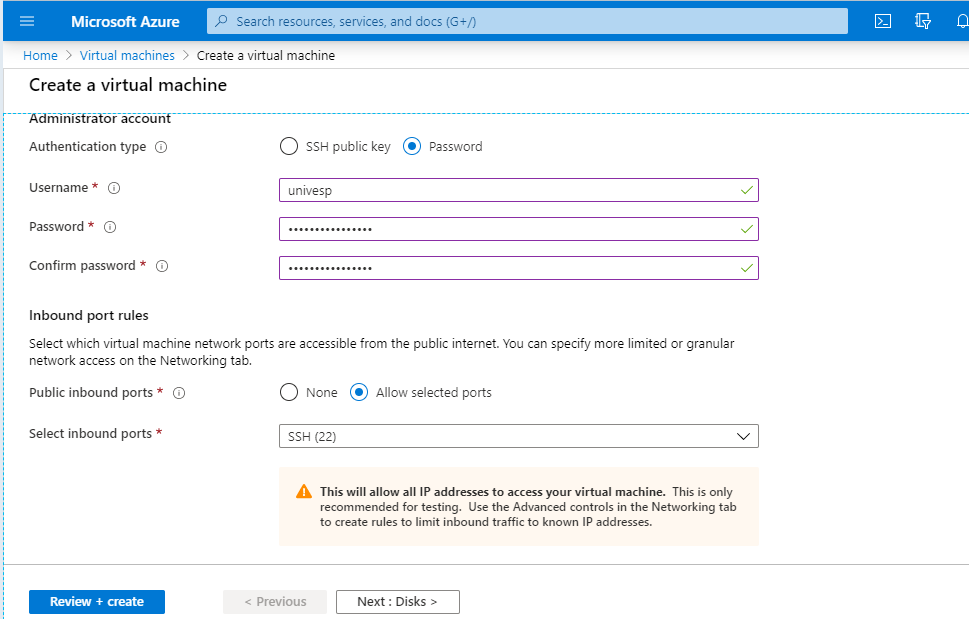 Microsoft Azure
Search resources, services, and docs (G+/)
Home > Virtual machines > Create a virtual machine
Create a virtual machine
Administrator account
Authentication type
SSH public key
Password
Username *
univesp
Password *
••••••••••••••••
Confirm password *
••••••••••••••••
Inbound port rules
Select which virtual machine network ports are accessible from the public internet. You can specify more limited or granular
network access on the Networking tab.
Public inbound ports *
None
Allow selected ports
Select inbound ports *
SSH (22)
This will allow all IP addresses to access your virtual machine. This is only
recommended for testing. Use the Advanced controls in the Networking tab
to create rules to limit inbound traffic to known IP addresses.
Review + create
< Previous
Next : Disks >